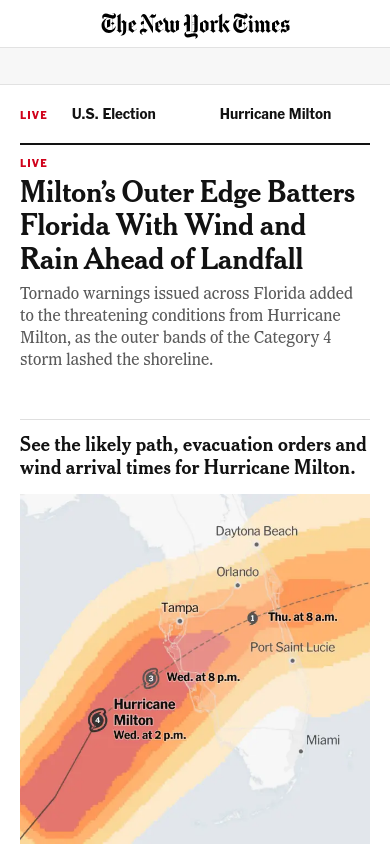 The New York Times
LIVE U.S. Election Hurricane Milton
LIVE
Milton’s Outer Edge Batters
Florida With Wind and
Rain Ahead of Landfall
Tornado warnings issued across Florida added
to the threatening conditions from Hurricane
Milton, as the outer bands of the Category 4
storm lashed the shoreline.
See the likely path, evacuation orders and
wind arrival times for Hurricane Milton.
Daytona Beach
Orlando
Tampa
1 Thu. at 8 a.m.
Port Saint Lucie
3 Wed. at 8 p.m.
4 Hurricane
Milton
Wed. at 2 p.m.
Miami